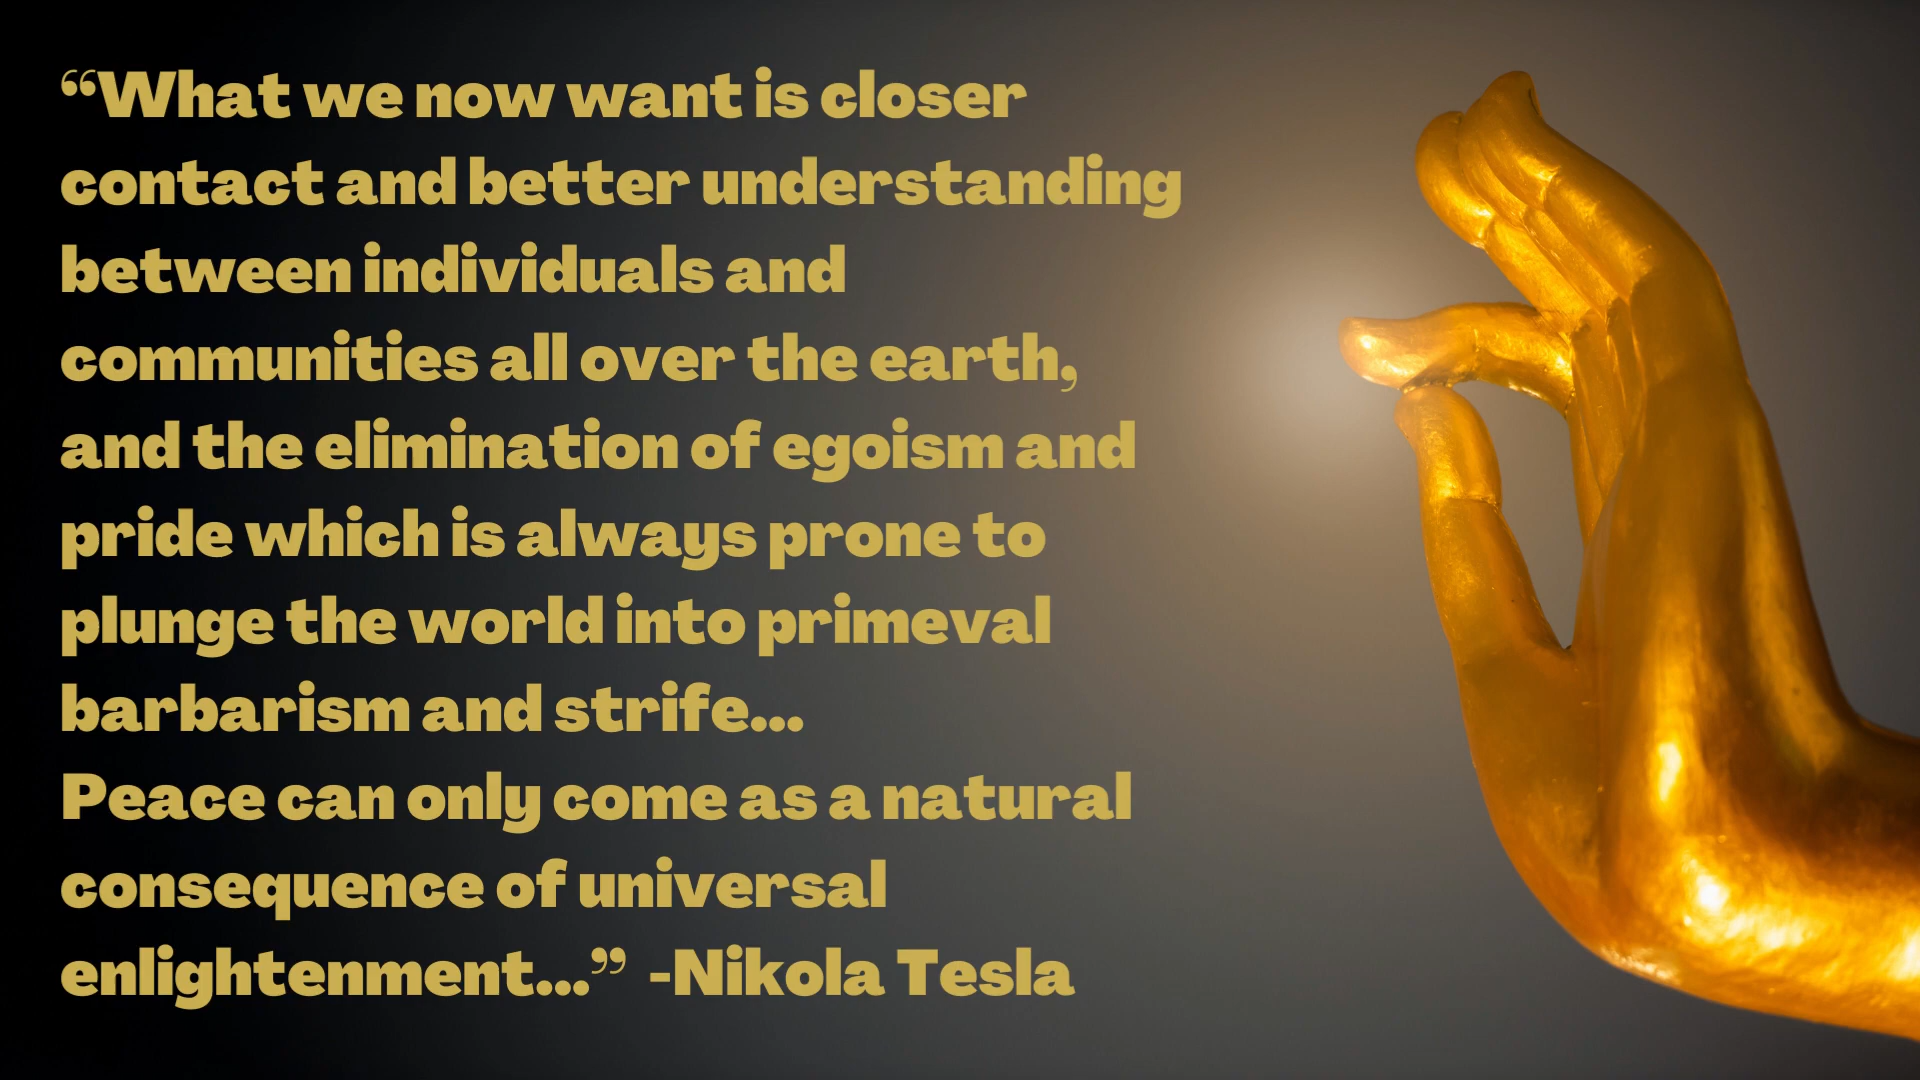 “What we now want is closer
contact and better understanding
between individuals and
communities all over the earth,
and the elimination of egoism and
pride which is always prone to
plunge the world into primeval
barbarism and strife...
Peace can only come as a natural
consequence of universal
enlightenment...” -Nikola Tesla